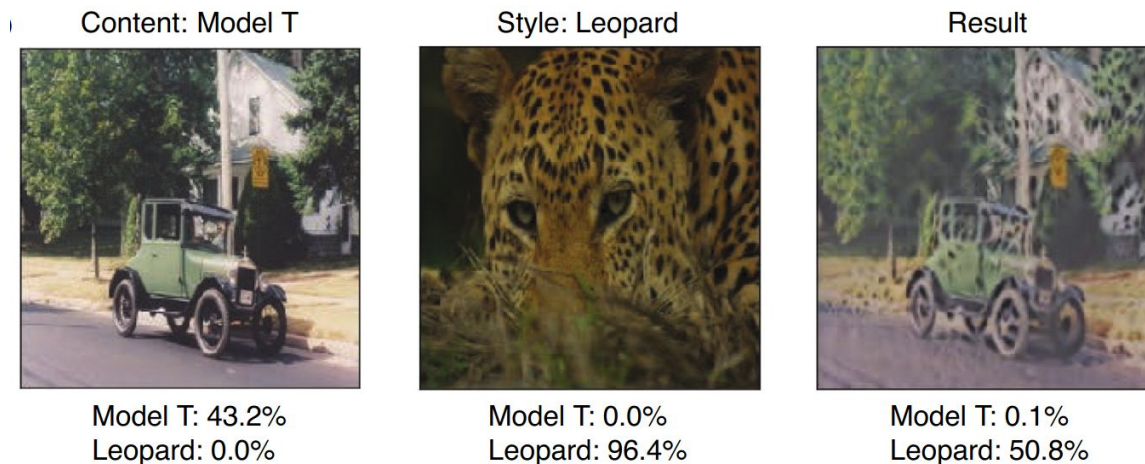 Content: Model T
Style: Leopard
Result
Model T: 43.2%
Leopard: 0.0%
Model T: 0.0%
Leopard: 96.4%
Model T: 0.1%
Leopard: 50.8%